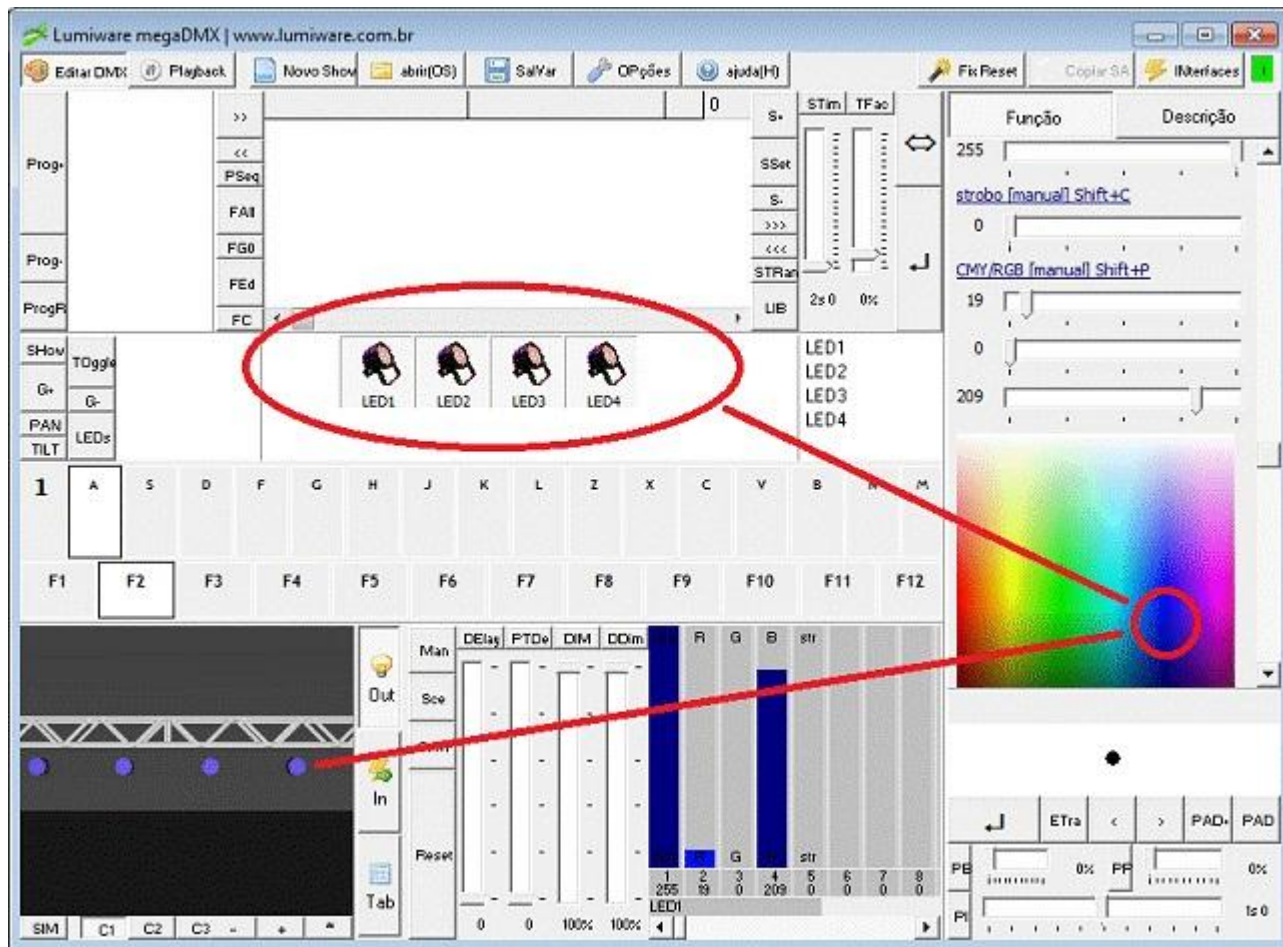 Lumiware megaDMX | www.lumiware.com.br
Editar DMX Playback Novo Show abrir(OS) SalVar OPções ajuda(H) Fix Reset Copiar SA INterfaces
Função Descrição
Prog+
Prog-
ProgR
>>
<<
PSeq
FAll
FG0
FEd
FC
0
S+
SSet
S-
>>>
<<<
STRan
LIB
STim TFac
2s 0 0%
255
strobo [manual] Shift+C
0
CMY/RGB [manual] Shift+P
19
0
209
SHow TOggle
G+ G-
PAN LEDs
TILT
LED1 LED2 LED3 LED4
LED1
LED2
LED3
LED4
1 A S D F G H J K L Z X C V B N M
F1 F2 F3 F4 F5 F6 F7 F8 F9 F10 F11 F12
Out
In
Tab
Man
Sce
Reset
DElay PTDe DIM DDim
0 0 100% 100%
R G B str
R G str
1 2 3 4 5 6 7 8
255 19 0 209 0 0 0 0
LED1
SIM C1 C2 C3 - + ^
ETra < > PAD+ PAD
PB 0% PP 0%
PI 1s 0